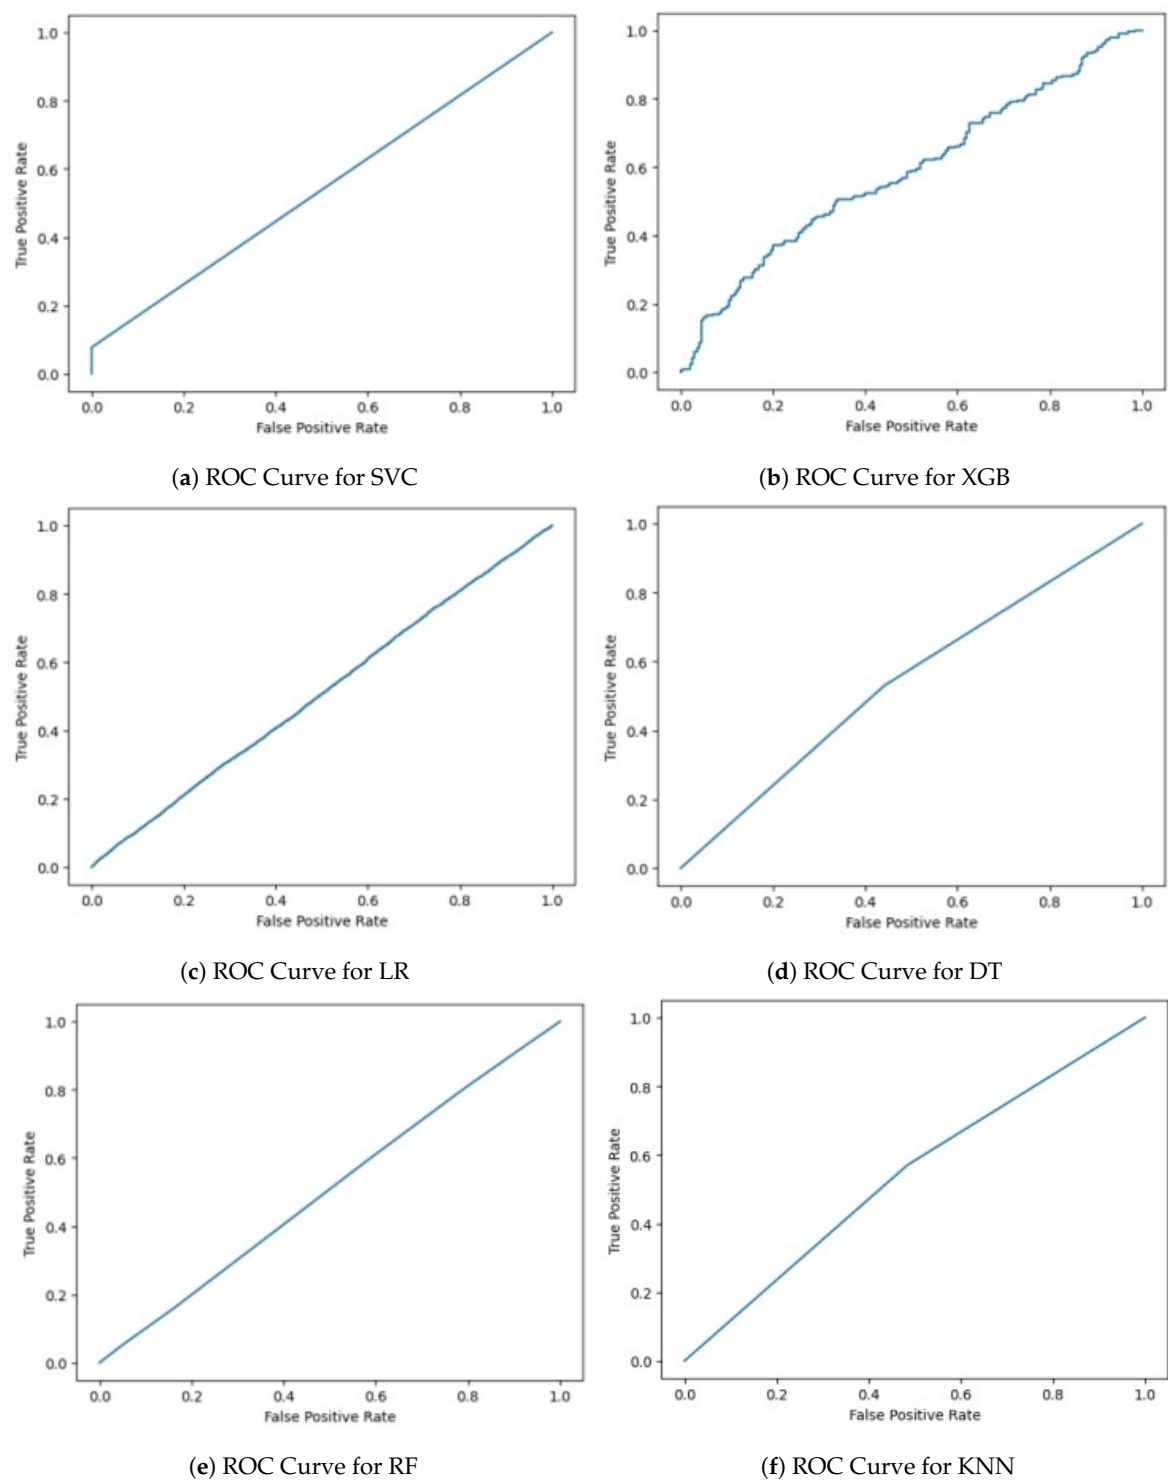 1.0
0.8
0.6
0.4
0.2
0.0
True Positive Rate
0.0 0.2 0.4 0.6 0.8 1.0
False Positive Rate
(a) ROC Curve for SVC
1.0
0.8
0.6
0.4
0.2
0.0
True Positive Rate
0.0 0.2 0.4 0.6 0.8 1.0
False Positive Rate
(b) ROC Curve for XGB
1.0
0.8
0.6
0.4
0.2
0.0
True Positive Rate
0.0 0.2 0.4 0.6 0.8 1.0
False Positive Rate
(c) ROC Curve for LR
1.0
0.8
0.6
0.4
0.2
0.0
True Positive Rate
0.0 0.2 0.4 0.6 0.8 1.0
False Positive Rate
(d) ROC Curve for DT
1.0
0.8
0.6
0.4
0.2
0.0
True Positive Rate
0.0 0.2 0.4 0.6 0.8 1.0
False Positive Rate
(e) ROC Curve for RF
1.0
0.8
0.6
0.4
0.2
0.0
True Positive Rate
0.0 0.2 0.4 0.6 0.8 1.0
False Positive Rate
(f) ROC Curve for KNN